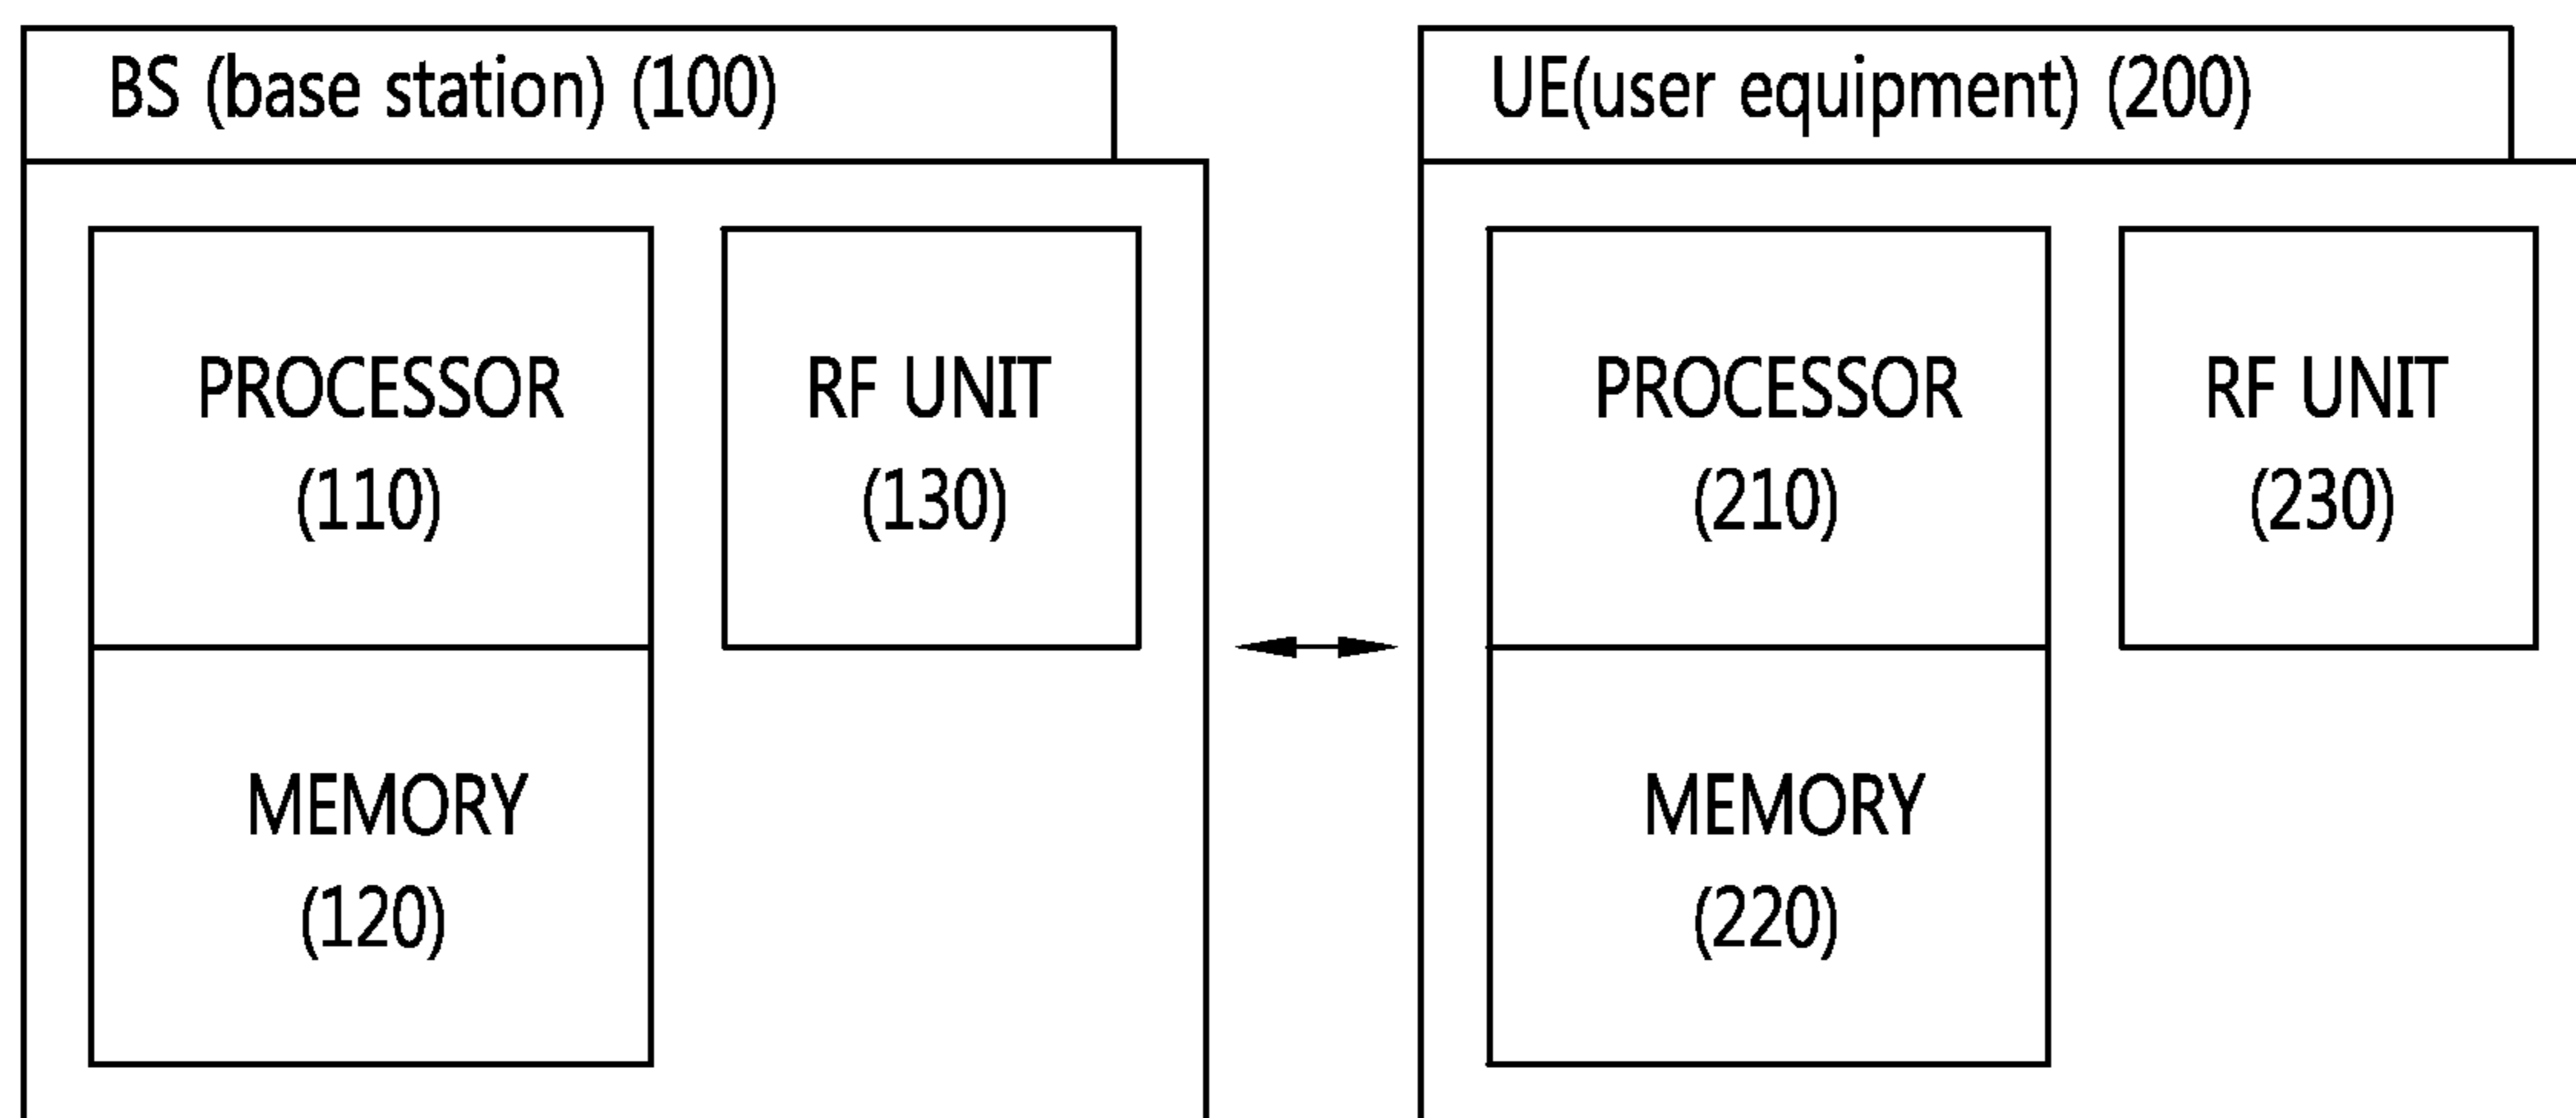 BS (base station) (100)
PROCESSOR
(110)
RF UNIT
(130)
MEMORY
(120)
UE(user equipment) (200)
PROCESSOR
(210)
RF UNIT
(230)
MEMORY
(220)